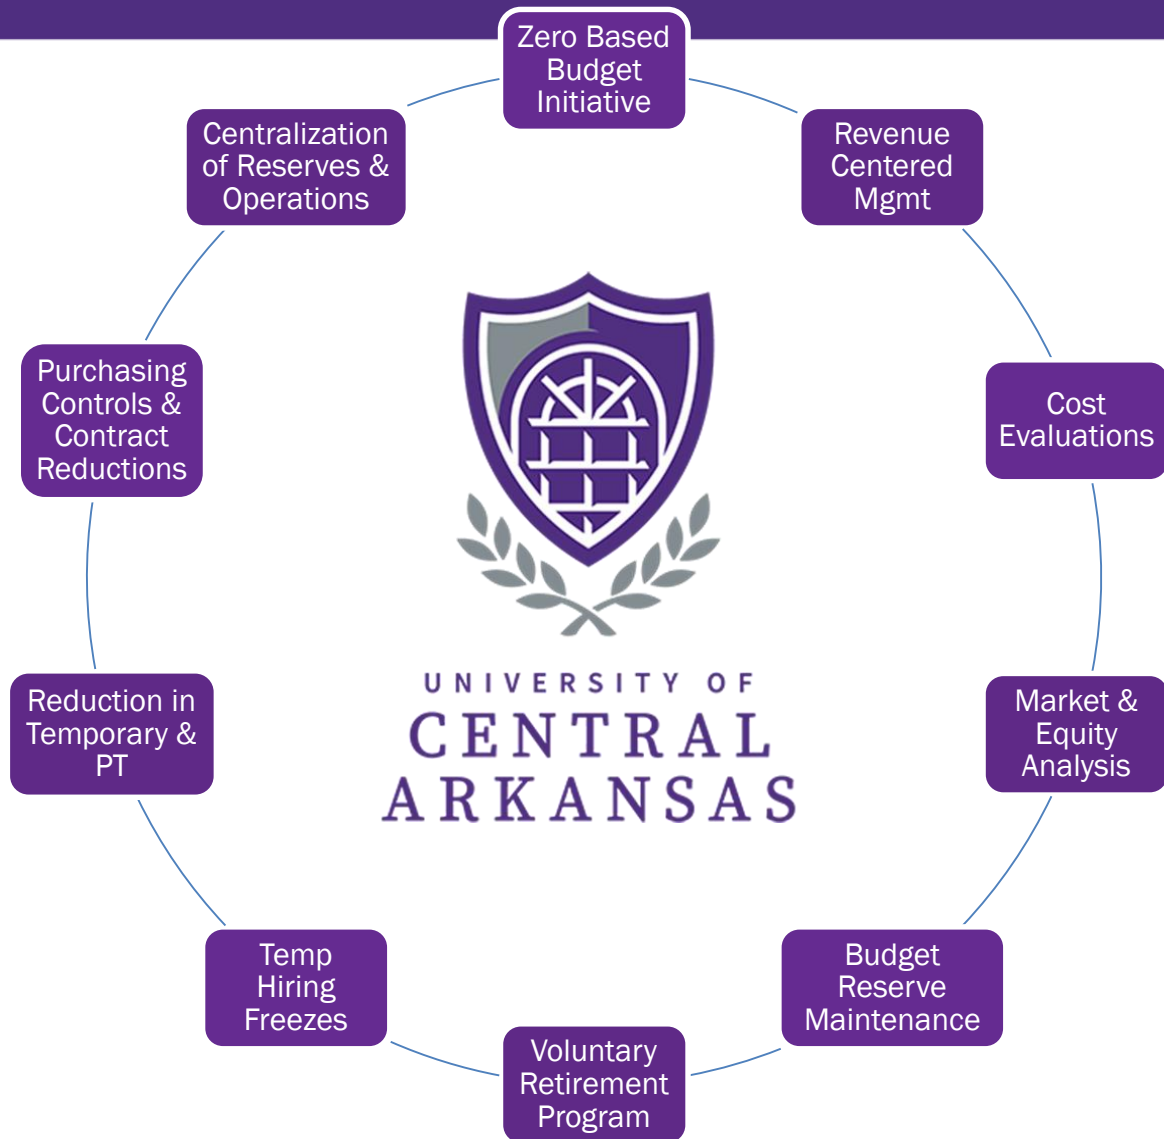 Zero Based
Budget
Initiative
Revenue
Centered
Mgmt
Cost
Evaluations
Market &
Equity
Analysis
Budget
Reserve
Maintenance
Voluntary
Retirement
Program
Temp
Hiring
Freezes
Reduction in
Temporary &
PT
Purchasing
Controls &
Contract
Reductions
Centralization
of Reserves &
Operations
UNIVERSITY OF
CENTRAL
ARKANSAS